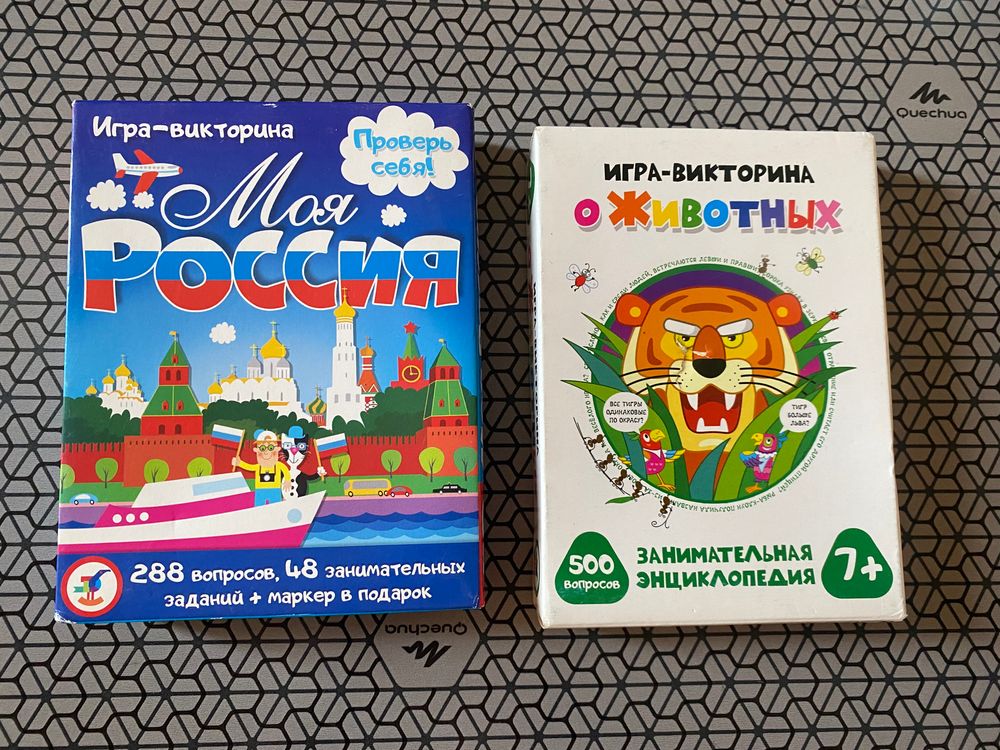 Игра-викторина
Проверь
себя!
Моя
Россия
288 вопросов, 48 занимательных
заданий + маркер в подарок
ИГРА-ВИКТОРИНА
О ЖИВОТНЫХ
ВСЕ ТИГРЫ
ОДИНАКОВЫЕ
ПО ОКРАСУ?
ТИГР
БОЛЬШЕ
ЛЬВА?
500
вопросов
ЗАНИМАТЕЛЬНАЯ
ЭНЦИКЛОПЕДИЯ
7+
Quechua
Quechua